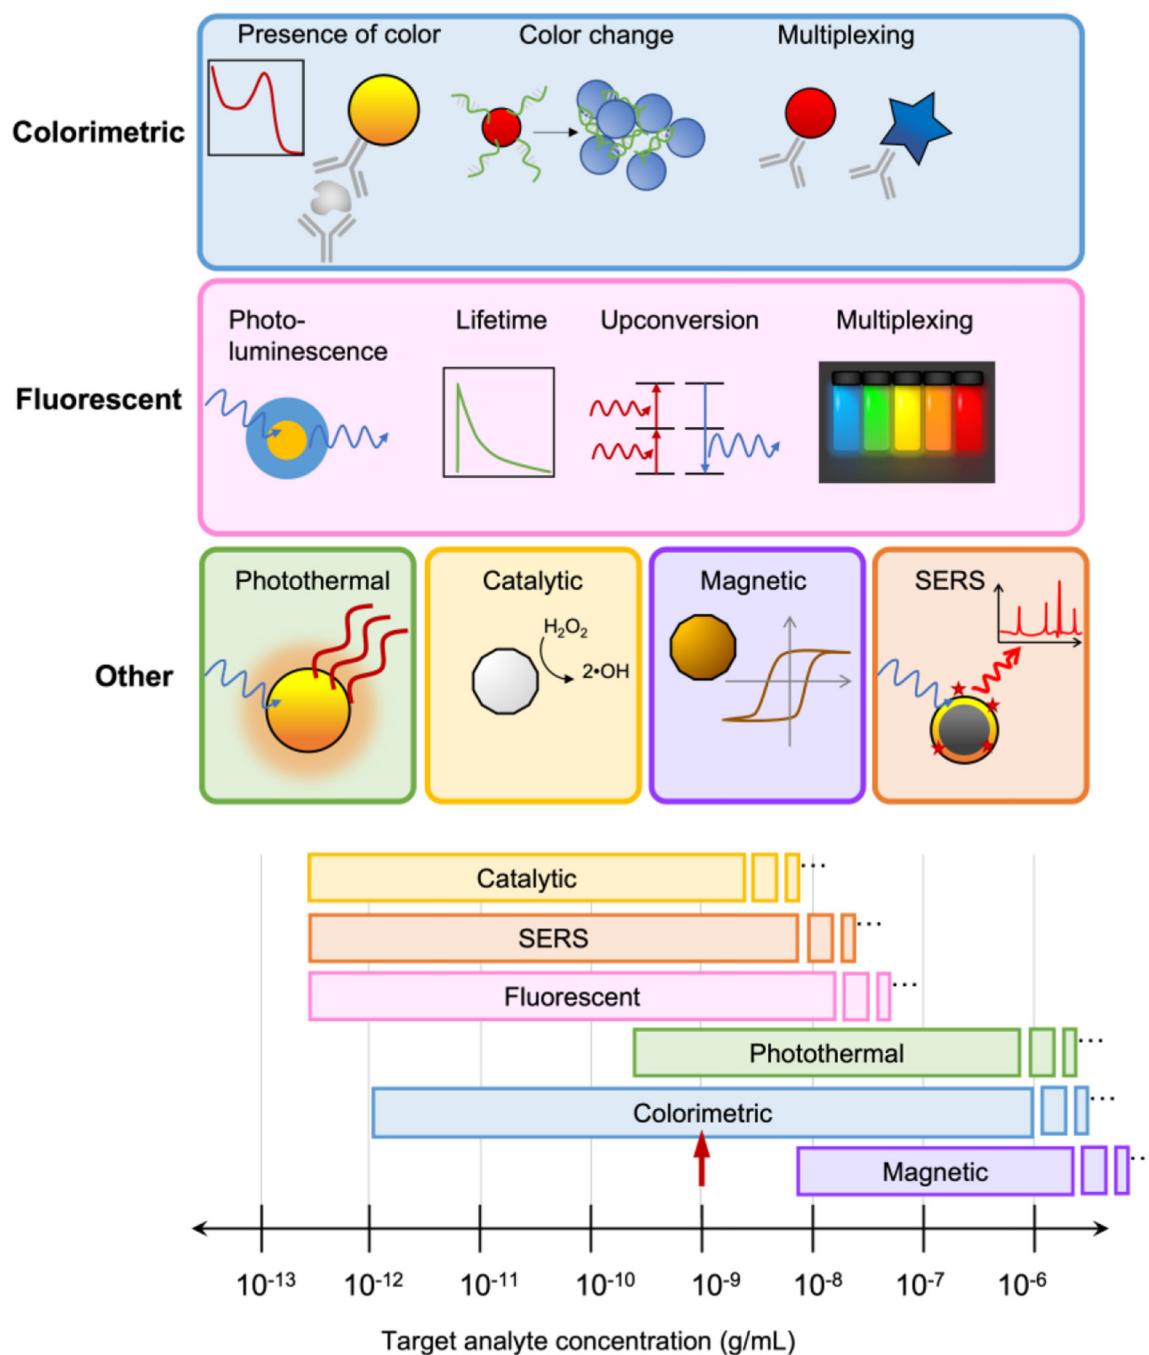 Presence of color
Color change
Multiplexing
Colorimetric
Photo-
luminescence
Lifetime
Upconversion
Multiplexing
Fluorescent
Photothermal
Catalytic
H₂O₂
2•OH
Magnetic
SERS
Other
Catalytic
...
SERS
...
Fluorescent
...
Photothermal
...
Colorimetric
...
Magnetic
..
10⁻¹³ 10⁻¹² 10⁻¹¹ 10⁻¹⁰ 10⁻⁹ 10⁻⁸ 10⁻⁷ 10⁻⁶
Target analyte concentration (g/mL)